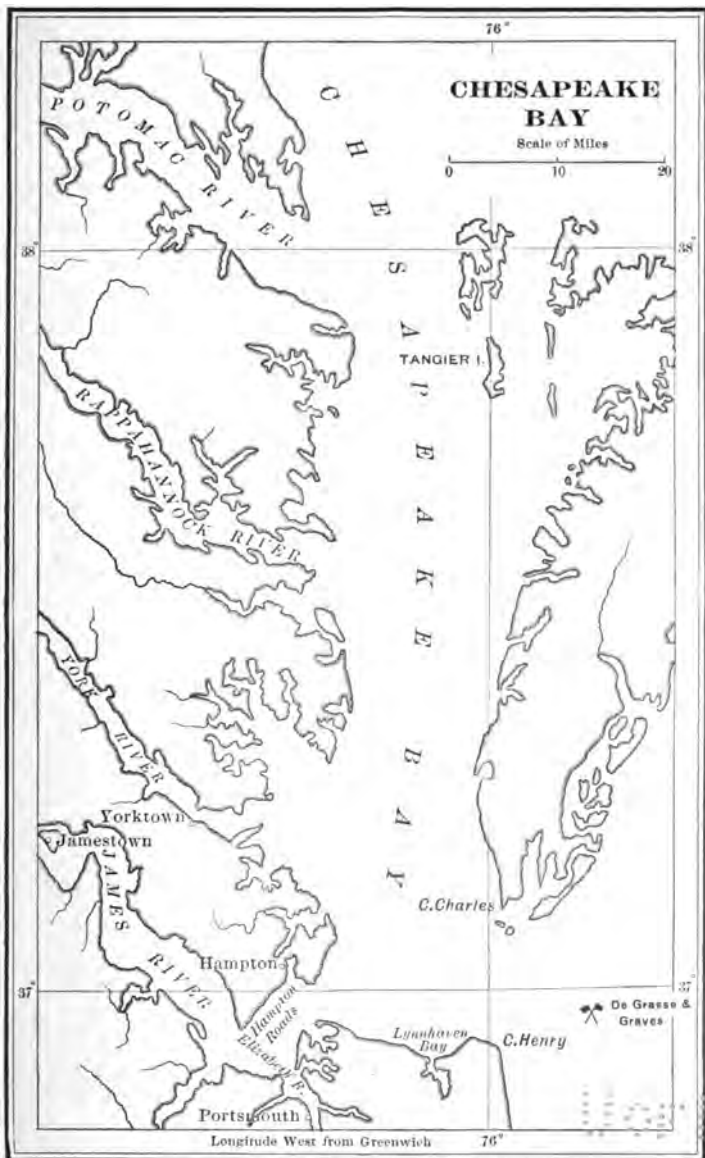 76°
CHESAPEAKE
BAY
Scale of Miles
0 10 20
POTOMAC RIVER
CHESAPEAKE BAY
38° 38°
TANGIER I.
RAPPAHANNOCK RIVER
YORK RIVER
Yorktown
Jamestown
JAMES RIVER
C.Charles
Hampton
37° 37°
Hampton
Roads
De Grasse &
Graves
Lynnhaven
Bay
C.Henry
Elizabeth R.
Portsmouth
Longitude West from Greenwich 76°